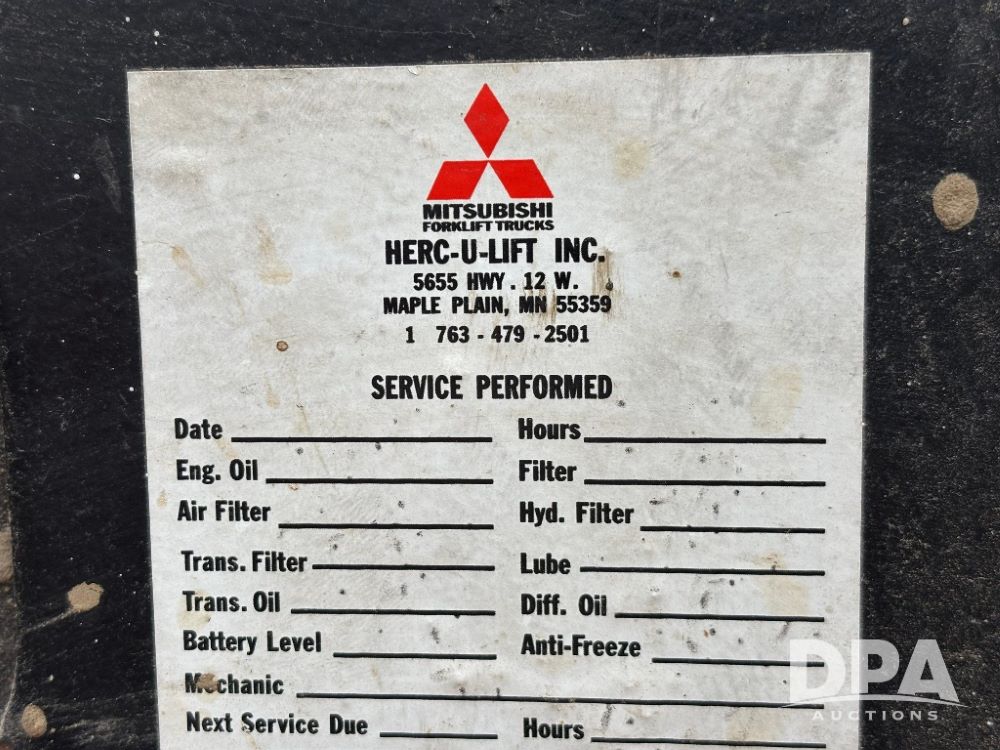 MITSUBISHI
FORKLIFT TRUCKS
HERC-U-LIFT INC.
5655 HWY. 12 W.
MAPLE PLAIN, MN 55359
1 763-479-2501
SERVICE PERFORMED
Date Hours
Eng. Oil Filter
Air Filter Hyd. Filter
Trans. Filter Lube
Trans. Oil Diff. Oil
Battery Level Anti-Freeze
Mechanic
Next Service Due Hours
DPA
AUCTIONS